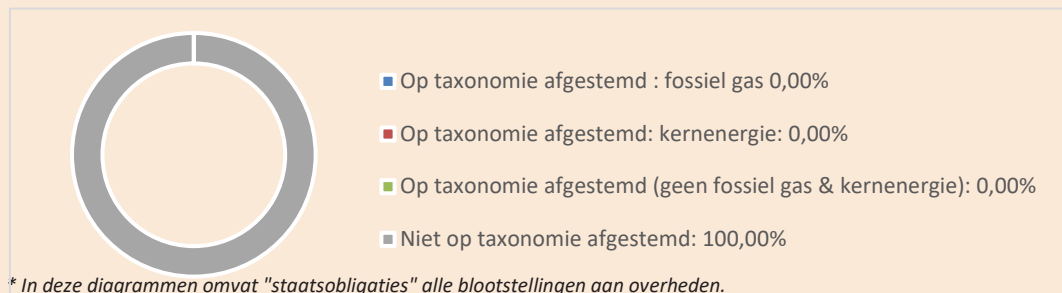 Op taxonomie afgestemd : fossiel gas 0,00%
Op taxonomie afgestemd: kernenergie: 0,00%
Op taxonomie afgestemd (geen fossiel gas & kernenergie): 0,00%
Niet op taxonomie afgestemd: 100,00%
* In deze diagrammen omvat "staatsobligaties" alle blootstellingen aan overheden.